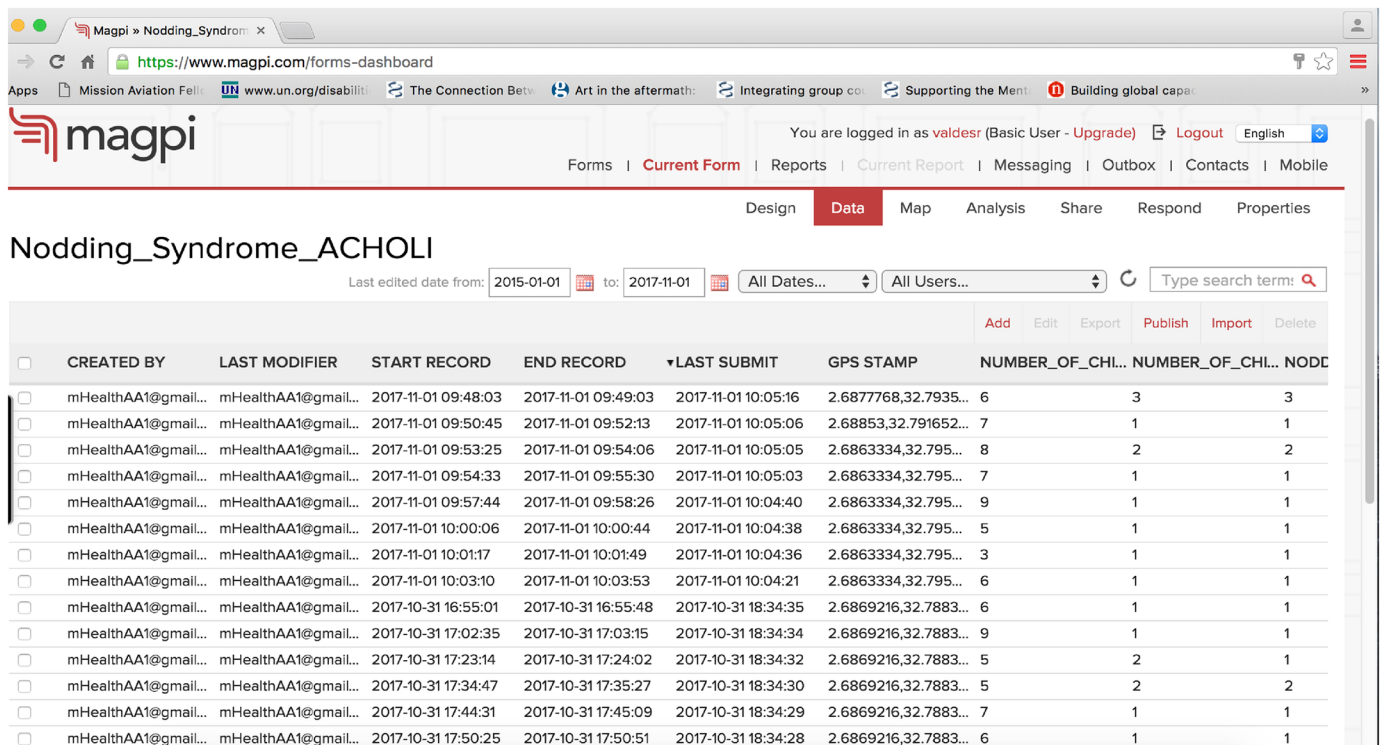 Magpi » Nodding_Syndrom ×
https://www.magpi.com/forms-dashboard
Apps Mission Aviation Fell UN www.un.org/disabiliti The Connection Betw Art in the aftermath: Integrating group cou Supporting the Ment n Building global capac »
magpi
You are logged in as valdesr (Basic User - Upgrade) Logout English
Forms | Current Form | Reports | Current Report | Messaging | Outbox | Contacts | Mobile
Design Data Map Analysis Share Respond Properties
Nodding_Syndrome_ACHOLI
Last edited date from: 2015-01-01 to: 2017-11-01 All Dates... All Users... Type search terms
Add Edit Export Publish Import Delete
CREATED BY LAST MODIFIER START RECORD END RECORD ▾LAST SUBMIT GPS STAMP NUMBER_OF_CHI... NUMBER_OF_CHI... NODD
mHealthAA1@gmail... mHealthAA1@gmail... 2017-11-01 09:48:03 2017-11-01 09:49:03 2017-11-01 10:05:16 2.6877768,32.7935... 6 3 3
mHealthAA1@gmail... mHealthAA1@gmail... 2017-11-01 09:50:45 2017-11-01 09:52:13 2017-11-01 10:05:06 2.68853,32.791652... 7 1 1
mHealthAA1@gmail... mHealthAA1@gmail... 2017-11-01 09:53:25 2017-11-01 09:54:06 2017-11-01 10:05:05 2.6863334,32.795... 8 2 2
mHealthAA1@gmail... mHealthAA1@gmail... 2017-11-01 09:54:33 2017-11-01 09:55:30 2017-11-01 10:05:03 2.6863334,32.795... 7 1 1
mHealthAA1@gmail... mHealthAA1@gmail... 2017-11-01 09:57:44 2017-11-01 09:58:26 2017-11-01 10:04:40 2.6863334,32.795... 9 1 1
mHealthAA1@gmail... mHealthAA1@gmail... 2017-11-01 10:00:06 2017-11-01 10:00:44 2017-11-01 10:04:38 2.6863334,32.795... 5 1 1
mHealthAA1@gmail... mHealthAA1@gmail... 2017-11-01 10:01:17 2017-11-01 10:01:49 2017-11-01 10:04:36 2.6863334,32.795... 3 1 1
mHealthAA1@gmail... mHealthAA1@gmail... 2017-11-01 10:03:10 2017-11-01 10:03:53 2017-11-01 10:04:21 2.6863334,32.795... 6 1 1
mHealthAA1@gmail... mHealthAA1@gmail... 2017-10-31 16:55:01 2017-10-31 16:55:48 2017-10-31 18:34:35 2.6869216,32.7883... 6 1 1
mHealthAA1@gmail... mHealthAA1@gmail... 2017-10-31 17:02:35 2017-10-31 17:03:15 2017-10-31 18:34:34 2.6869216,32.7883... 9 1 1
mHealthAA1@gmail... mHealthAA1@gmail... 2017-10-31 17:23:14 2017-10-31 17:24:02 2017-10-31 18:34:32 2.6869216,32.7883... 5 2 1
mHealthAA1@gmail... mHealthAA1@gmail... 2017-10-31 17:34:47 2017-10-31 17:35:27 2017-10-31 18:34:30 2.6869216,32.7883... 5 2 2
mHealthAA1@gmail... mHealthAA1@gmail... 2017-10-31 17:44:31 2017-10-31 17:45:09 2017-10-31 18:34:29 2.6869216,32.7883... 7 1 1
mHealthAA1@gmail... mHealthAA1@gmail... 2017-10-31 17:50:25 2017-10-31 17:50:51 2017-10-31 18:34:28 2.6869216,32.7883... 6 1 1